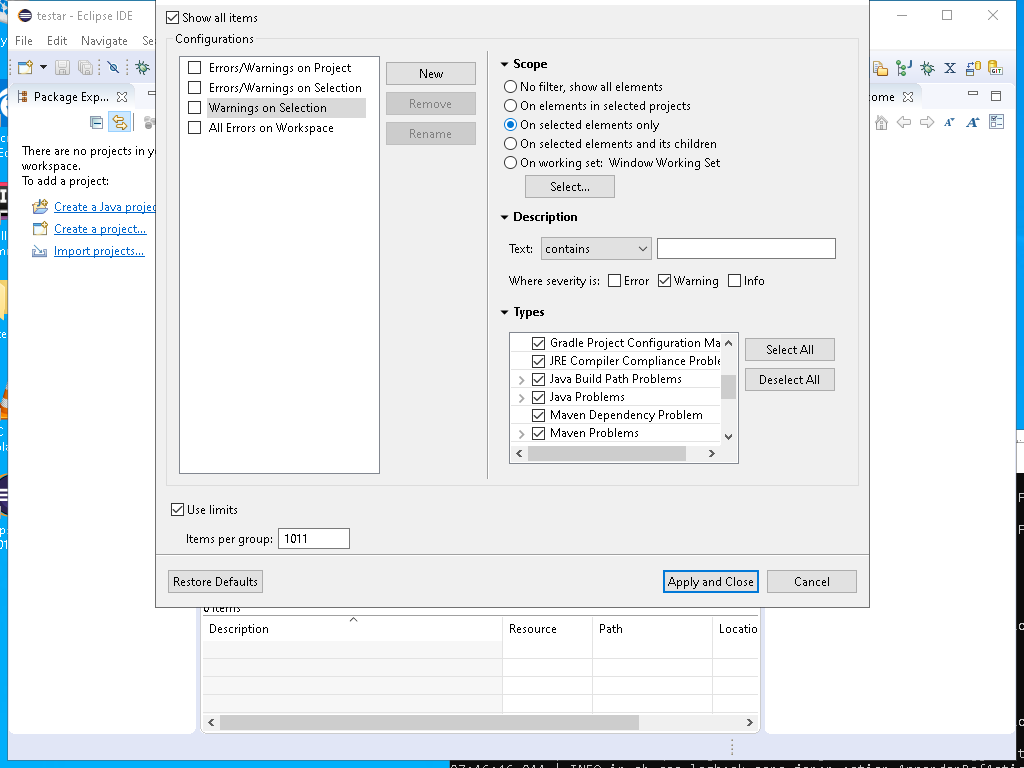 testar - Eclipse IDE
File Edit Navigate Se
Package Exp...
There are no projects in y
workspace.
To add a project:
Create a Java projec
Create a project...
Import projects...
Show all items
Configurations
Errors/Warnings on Project
Errors/Warnings on Selection
Warnings on Selection
All Errors on Workspace
New
Remove
Rename
Scope
No filter, show all elements
On elements in selected projects
On selected elements only
On selected elements and its children
On working set: Window Working Set
Select...
Description
Text: contains
Where severity is: Error Warning Info
Types
Gradle Project Configuration Ma
JRE Compiler Compliance Proble
Java Build Path Problems
Java Problems
Maven Dependency Problem
Maven Problems
Select All
Deselect All
Use limits
Items per group: 1011
Restore Defaults
Apply and Close
Cancel
ome
0 items
Description Resource Path Locatio